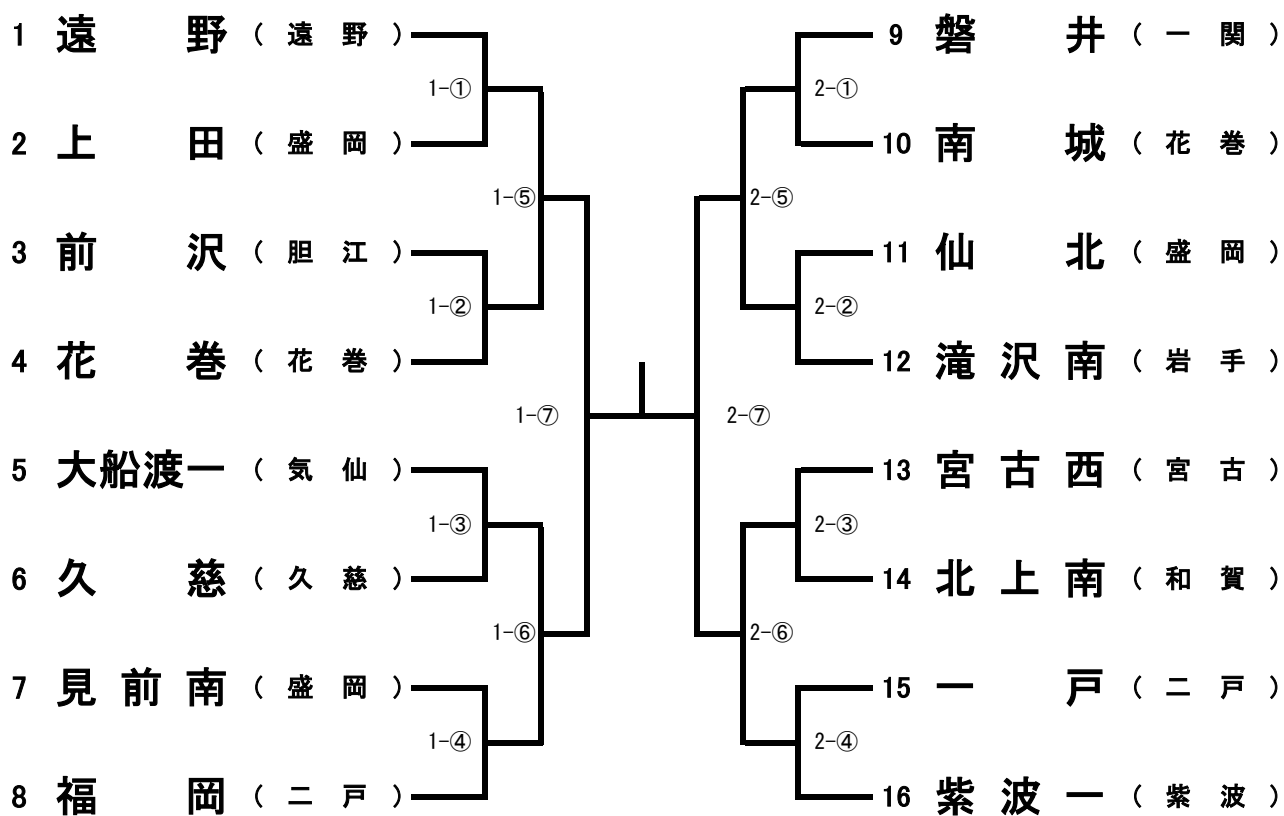 1 遠野 （遠野）
1-①
2 上田 （盛岡）
1-⑤
3 前沢 （胆江）
1-②
4 花巻 （花巻）
1-⑦
5 大船渡一 （気仙）
1-③
6 久慈 （久慈）
1-⑥
7 見前南 （盛岡）
1-④
8 福岡 （二戸）
9 磐井 （一関）
2-①
10 南城 （花巻）
2-⑤
11 仙北 （盛岡）
2-②
12 滝沢南 （岩手）
2-⑦
13 宮古西 （宮古）
2-③
14 北上南 （和賀）
2-⑥
15 一戸 （二戸）
2-④
16 紫波一 （紫波）